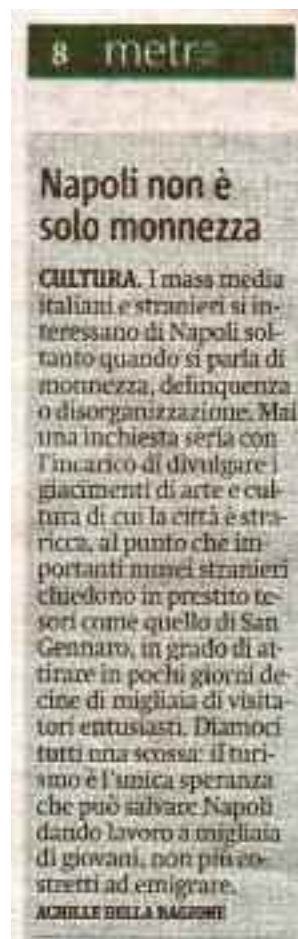 8 metro
Napoli non è
solo monnezza
CULTURA. I mass media
italiani e stranieri si in-
teressano di Napoli sol-
tanto quando si parla di
monnezza, delinquenza
o disorganizzazione. Mai
una inchiesta seria con
l'incarico di divulgare i
giacimenti di arte e cul-
tura di cui la città è stra-
ricca, al punto che im-
portanti musei stranieri
chiedono in prestito te-
sori come quello di San
Gennaro, in grado di at-
tirare in pochi giorni de-
cine di migliaia di visita-
tori entusiasti. Diamoci
tutti una scossa: il turi-
smo è l'unica speranza
che può salvare Napoli
dando lavoro a migliaia
di giovani, non più co-
stretti ad emigrare.
ACHILLE DELLA RAGIONE